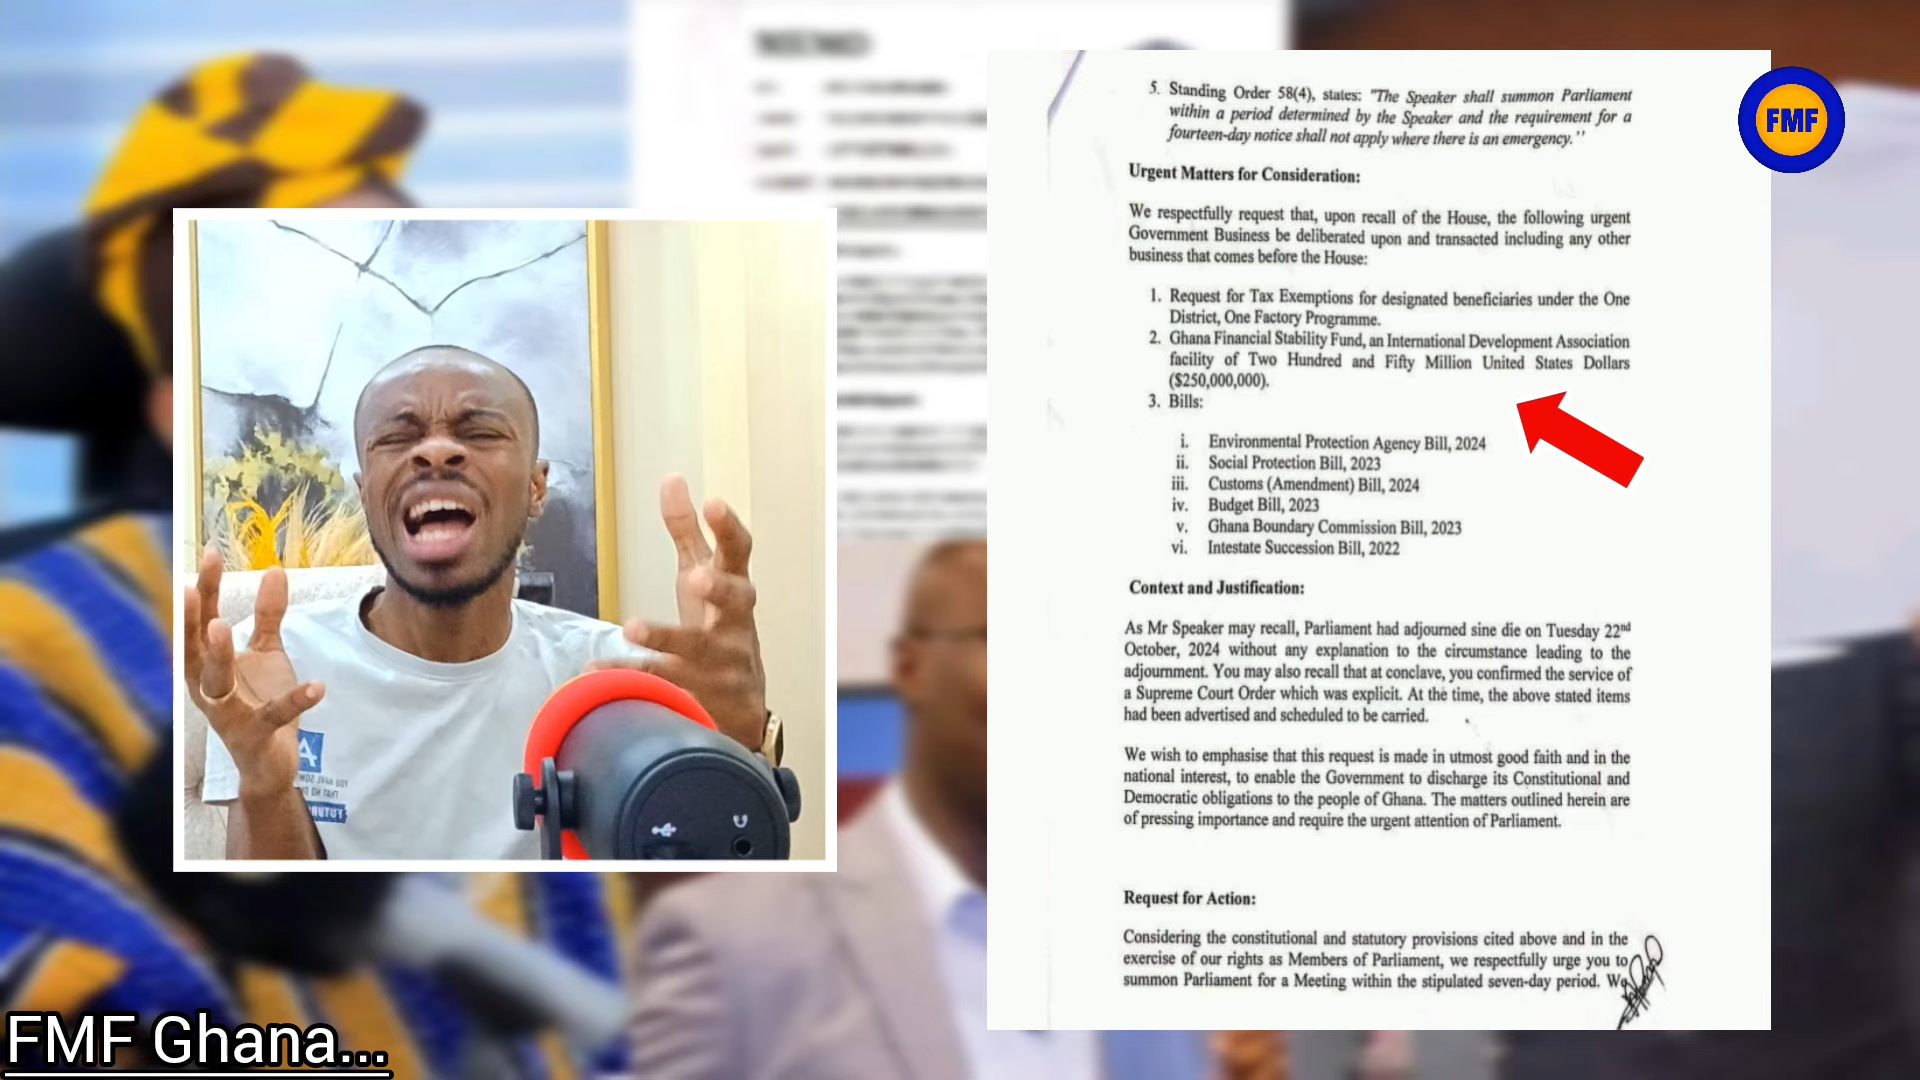 5. Standing Order 58(4), states: "The Speaker shall summon Parliament
within a period determined by the Speaker and the requirement for a
fourteen-day notice shall not apply where there is an emergency.''
Urgent Matters for Consideration:
We respectfully request that, upon recall of the House, the following urgent
Government Business be deliberated upon and transacted including any other
business that comes before the House:
1. Request for Tax Exemptions for designated beneficiaries under the One
District, One Factory Programme.
2. Ghana Financial Stability Fund, an International Development Association
facility of Two Hundred and Fifty Million United States Dollars
($250,000,000).
3. Bills:
i. Environmental Protection Agency Bill, 2024
ii. Social Protection Bill, 2023
iii. Customs (Amendment) Bill, 2024
iv. Budget Bill, 2023
v. Ghana Boundary Commission Bill, 2023
vi. Intestate Succession Bill, 2022
Context and Justification:
As Mr Speaker may recall, Parliament had adjourned sine die on Tuesday 22nd
October, 2024 without any explanation to the circumstance leading to the
adjournment. You may also recall that at conclave, you confirmed the service of
a Supreme Court Order which was explicit. At the time, the above stated items
had been advertised and scheduled to be carried.
We wish to emphasise that this request is made in utmost good faith and in the
national interest, to enable the Government to discharge its Constitutional and
Democratic obligations to the people of Ghana. The matters outlined herein are
of pressing importance and require the urgent attention of Parliament.
Request for Action:
Considering the constitutional and statutory provisions cited above and in the
exercise of our rights as Members of Parliament, we respectfully urge you to
summon Parliament for a Meeting within the stipulated seven-day period. We
FMF
FMF Ghana...